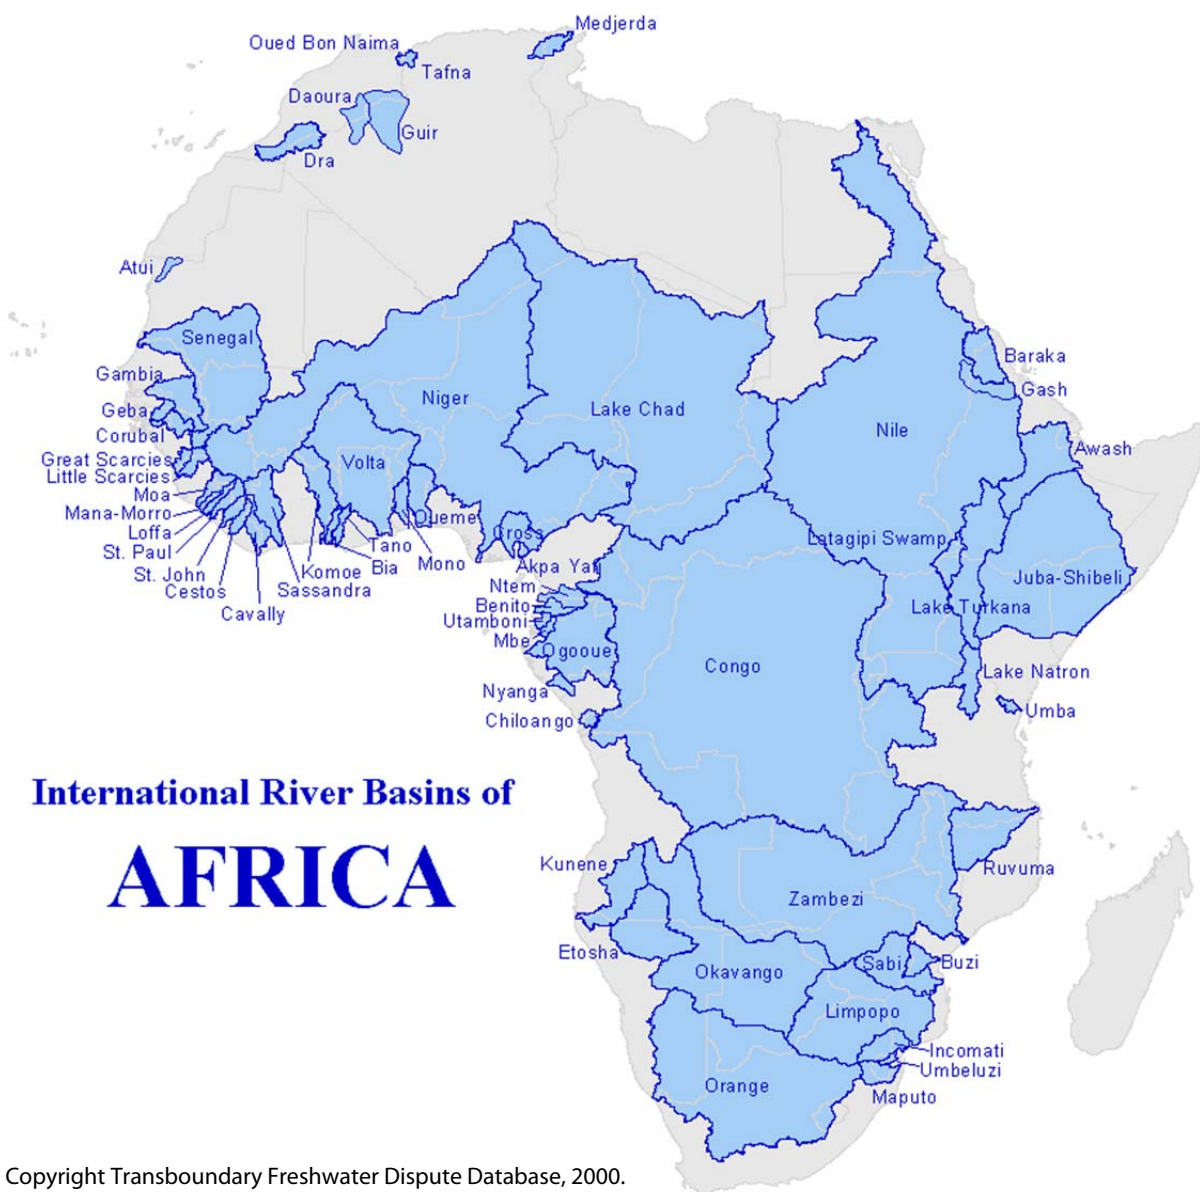 Medjerda
Oued Bon Naima
Tafna
Daoura
Guir
Dra
Atui
Senegal
Gambia
Geba
Corubal
Great Scarcies
Little Scarcies
Moa
Mana-Morro
Loffa
St. Paul
St. John
Cestos
Cavally
Sassandra
Komoe
Bia
Tano
Mono
Oueme
Volta
Niger
Lake Chad
Nile
Baraka
Gash
Awash
Cross
Akpa Yafi
Latagipi Swamp
Juba-Shibeli
Lake Turkana
Ntem
Benito
Utamboni
Mbe
Ogooue
Nyanga
Chiloango
Congo
Lake Natron
Umba
International River Basins of
AFRICA
Kunene
Zambezi
Ruvuma
Etosha
Okavango
Sabi
Buzi
Limpopo
Incomati
Umbeluzi
Orange
Maputo
Copyright Transboundary Freshwater Dispute Database, 2000.